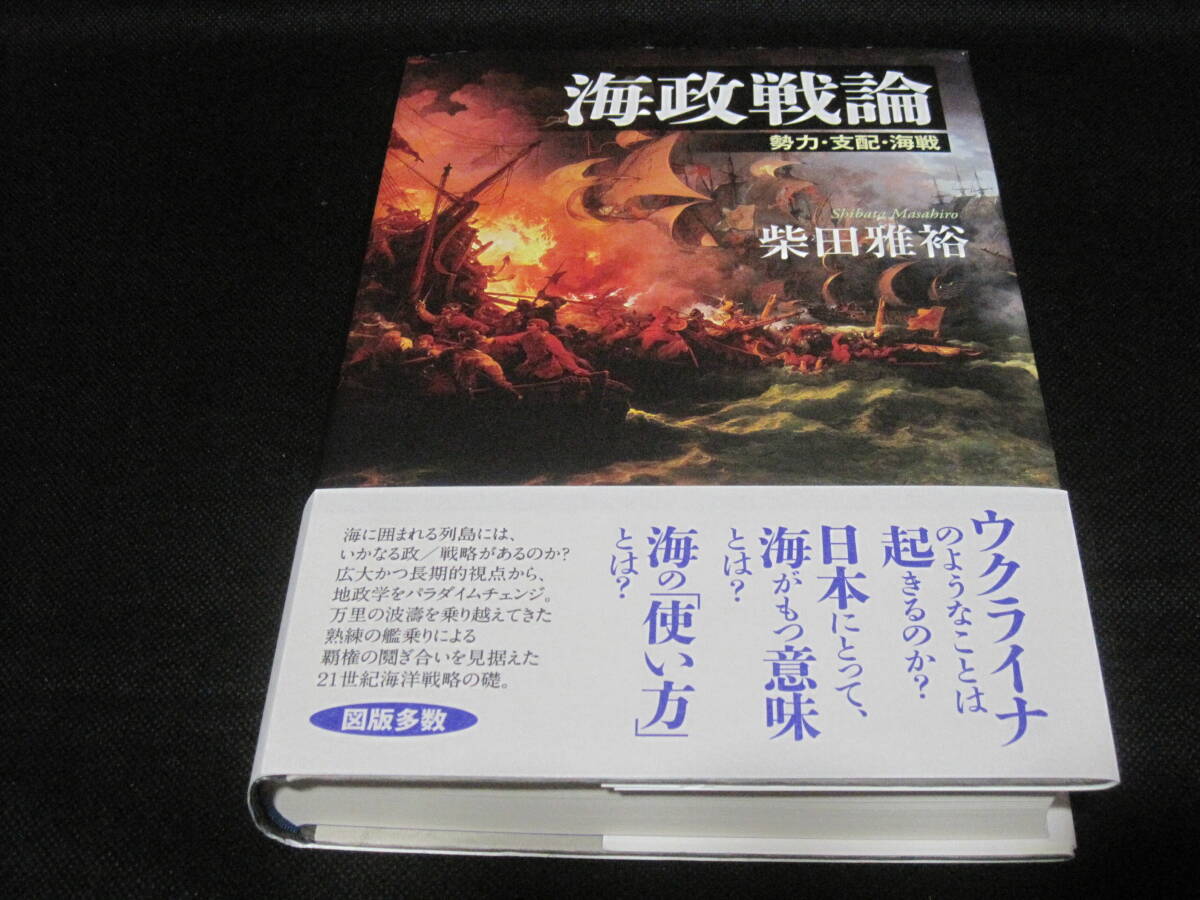 海政戦論
勢力・支配・海戦
Shibata Masahiro
柴田雅裕
ウクライナ
のようなことは
起きるのか?
日本にとって、
海がもつ意味
とは?
海の「使い方」
とは?
海に囲まれる列島には、
いかなる政／戦略があるのか?
広大かつ長期的視点から、
地政学をパラダイムチェンジ。
万里の波濤を乗り越えてきた
熟練の艦乗りによる
覇権の鬩ぎ合いを見据えた
21世紀海洋戦略の礎。
図版多数